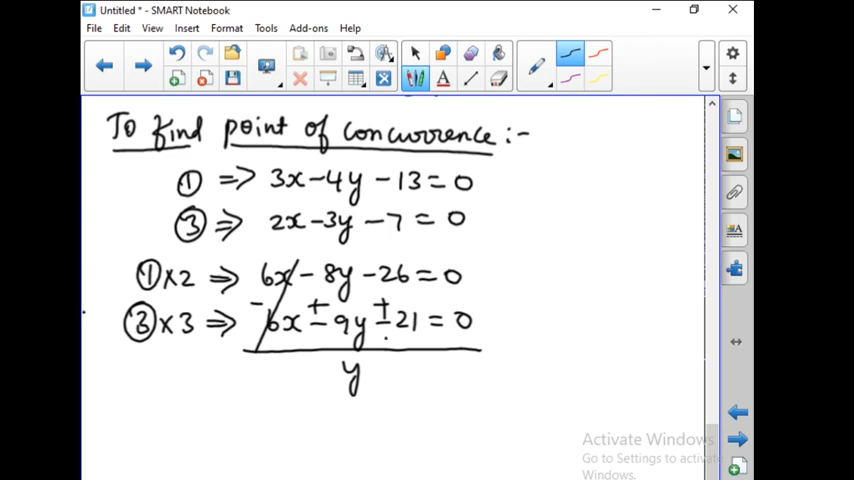 Untitled * - SMART Notebook
File Edit View Insert Format Tools Add-ons Help
To find point of concurrence :-
① => 3x - 4y - 13 = 0
③ => 2x - 3y - 7 = 0
① x 2 => 6x - 8y - 26 = 0
③ x 3 => 6x - 9y - 21 = 0
- + +
y
Activate Windows
Go to Settings to activate
Windows.